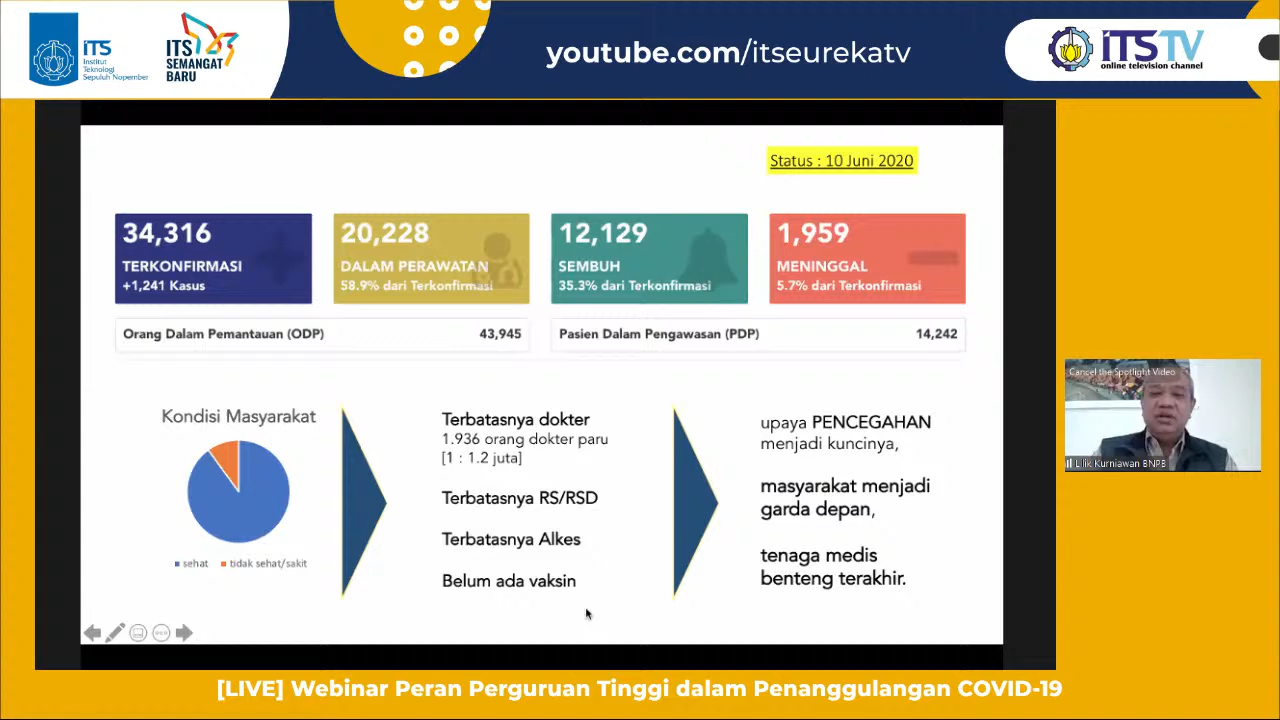 iTS
Institut
Teknologi
Sepuluh Nopember
ITS
SEMANGAT
BARU
youtube.com/itseurekatv
iTSTV
online television channel
Status : 10 Juni 2020
34,316
TERKONFIRMASI
+1,241 Kasus
20,228
DALAM PERAWATAN
58.9% dari Terkonfirmasi
12,129
SEMBUH
35.3% dari Terkonfirmasi
1,959
MENINGGAL
5.7% dari Terkonfirmasi
Orang Dalam Pemantauan (ODP) 43,945
Pasien Dalam Pengawasan (PDP) 14,242
Kondisi Masyarakat
sehat tidak sehat/sakit
Terbatasnya dokter
1.936 orang dokter paru
[1 : 1.2 juta]
Terbatasnya RS/RSD
Terbatasnya Alkes
Belum ada vaksin
upaya PENCEGAHAN
menjadi kuncinya,
masyarakat menjadi
garda depan,
tenaga medis
benteng terakhir.
Cancel the Spotlight Video
Lilik Kurniawan BNPB
[LIVE] Webinar Peran Perguruan Tinggi dalam Penanggulangan COVID-19